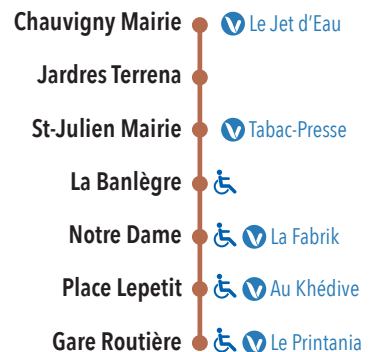 Chauvigny Mairie Le Jet d'Eau
Jardres Terrena
St-Julien Mairie Tabac-Presse
La Banlègre
Notre Dame La Fabrik
Place Lepetit Au Khédive
Gare Routière Le Printania